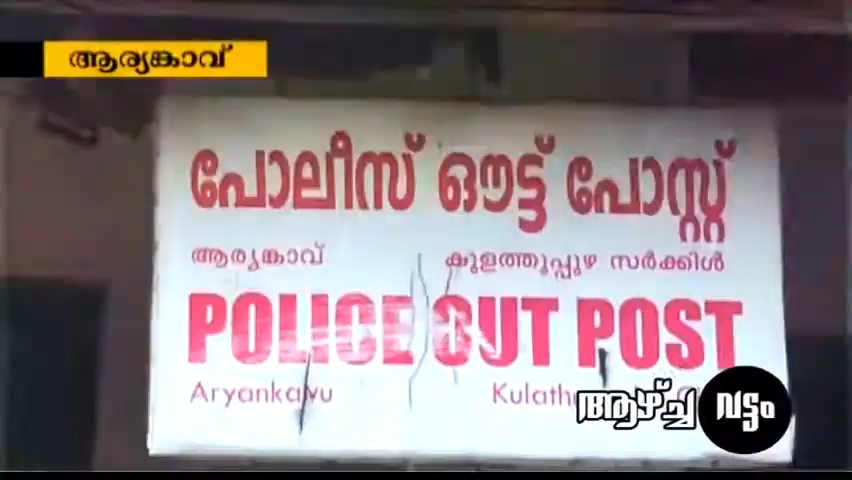 ആര്യങ്കാവ്
പോലീസ് ഔട്ട് പോസ്റ്റ്
ആര്യങ്കാവ് കുളത്തൂപ്പുഴ സർക്കിൾ
POLICE OUT POST
Aryankavu
ആഴ്ച്ച വട്ടം